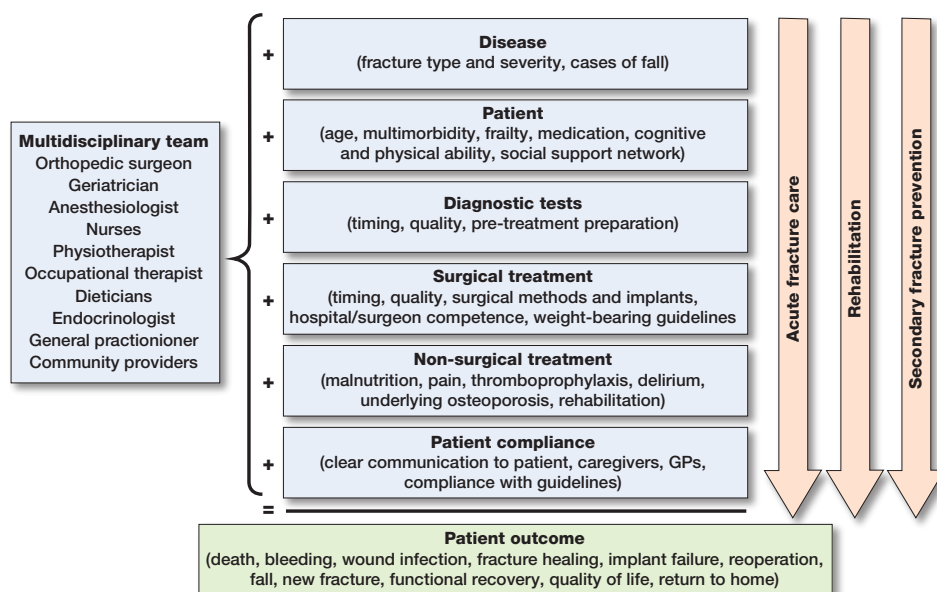 Multidisciplinary team
Orthopedic surgeon
Geriatrician
Anesthesiologist
Nurses
Physiotherapist
Occupational therapist
Dieticians
Endocrinologist
General practionioner
Community providers
+
Disease
(fracture type and severity, cases of fall)
+
Patient
(age, multimorbidity, frailty, medication, cognitive
and physical ability, social support network)
+
Diagnostic tests
(timing, quality, pre-treatment preparation)
+
Surgical treatment
(timing, quality, surgical methods and implants,
hospital/surgeon competence, weight-bearing guidelines
+
Non-surgical treatment
(malnutrition, pain, thromboprophylaxis, delirium,
underlying osteoporosis, rehabilitation)
+
Patient compliance
(clear communication to patient, caregivers, GPs,
compliance with guidelines)
=
Patient outcome
(death, bleeding, wound infection, fracture healing, implant failure, reoperation,
fall, new fracture, functional recovery, quality of life, return to home)
Acute fracture care
Rehabilitation
Secondary fracture prevention